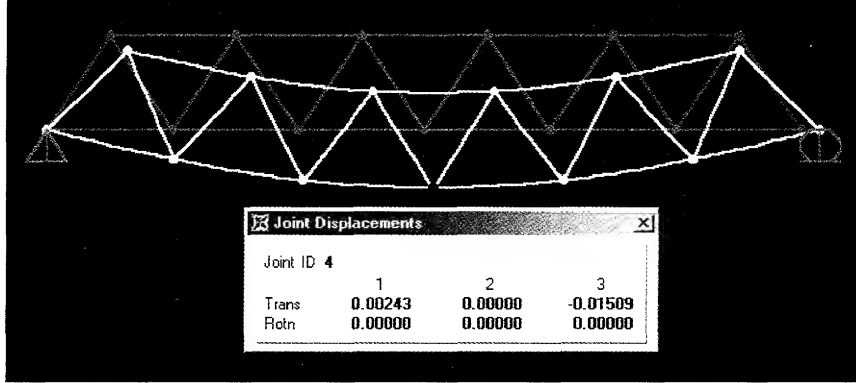 Joint Displacements
Joint ID 4
1 2 3
Trans 0.00243 0.00000 -0.01509
Rotn 0.00000 0.00000 0.00000